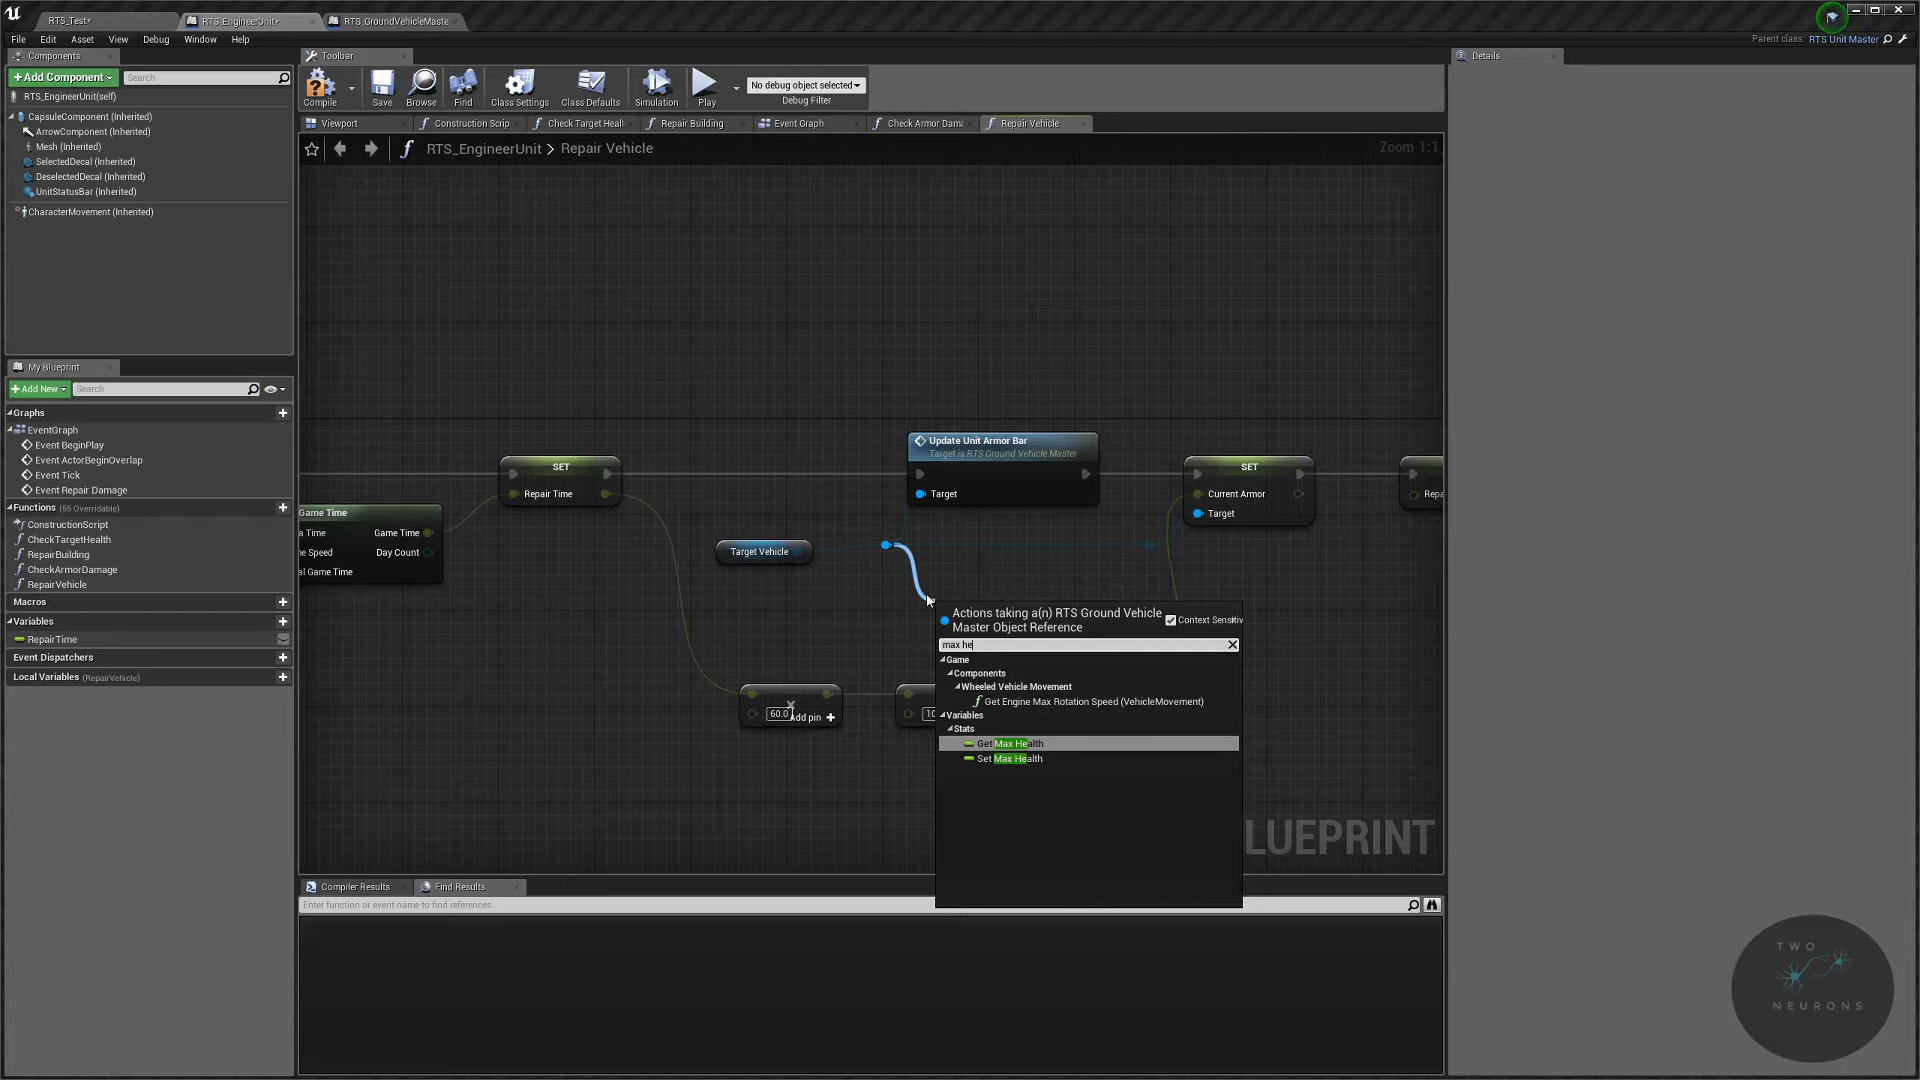 RTS_Test*
RTS_EngineerUnit*
RTS_GroundVehicleMaste
File Edit Asset View Debug Window Help
Parent class: RTS Unit Master
Components
Toolbar
Details
Add Component
Search
RTS_EngineerUnit(self)
CapsuleComponent (Inherited)
ArrowComponent (Inherited)
Mesh (Inherited)
SelectedDecal (Inherited)
DeselectedDecal (Inherited)
UnitStatusBar (Inherited)
CharacterMovement (Inherited)
Compile Save Browse Find Class Settings Class Defaults Simulation Play
No debug object selected
Debug Filter
Viewport Construction Scrip Check Target Healt Repair Building Event Graph Check Armor Dama Repair Vehicle
RTS_EngineerUnit > Repair Vehicle
Zoom 1:1
My Blueprint
Add New
Search
Graphs
EventGraph
Event BeginPlay
Event ActorBeginOverlap
Event Tick
Event Repair Damage
Functions (55 Overridable)
ConstructionScript
CheckTargetHealth
RepairBuilding
CheckArmorDamage
RepairVehicle
Macros
Variables
RepairTime
Event Dispatchers
Local Variables (RepairVehicle)
Game Time
a Time Game Time
ne Speed Day Count
al Game Time
SET
Repair Time
Target Vehicle
Update Unit Armor Bar
Target is RTS Ground Vehicle Master
Target
SET
Current Armor
Target
Repa
60.0
Add pin
10
Actions taking a(n) RTS Ground Vehicle
Master Object Reference
Context Sensitiv
max he
Game
Components
Wheeled Vehicle Movement
Get Engine Max Rotation Speed (VehicleMovement)
Variables
Stats
Get Max Health
Set Max Health
LUEPRINT
Compiler Results
Find Results
Enter function or event name to find references..
TWO
NEURONS